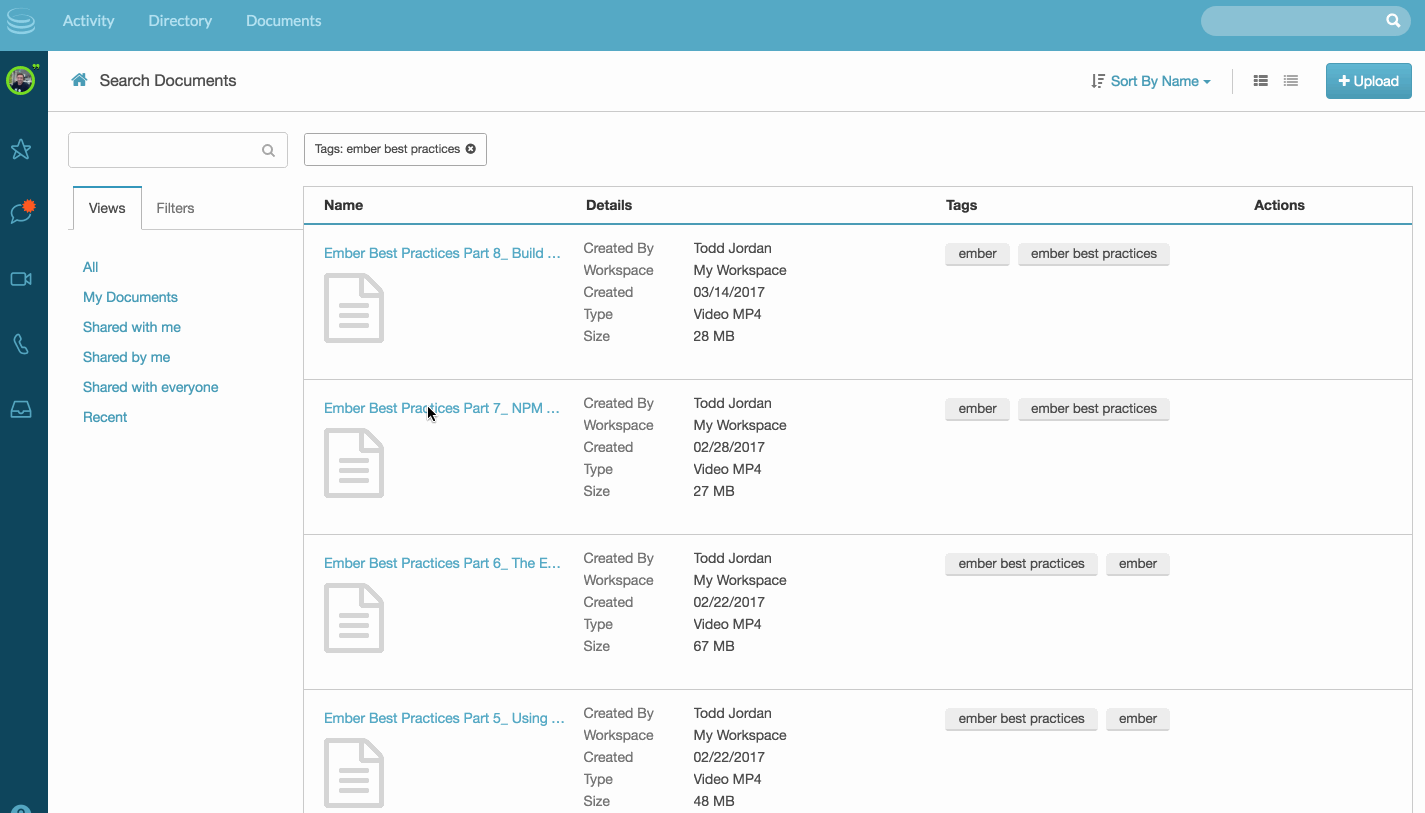 Activity Directory Documents
Search Documents
Sort By Name
+ Upload
Tags: ember best practices
Views Filters
All
My Documents
Shared with me
Shared by me
Shared with everyone
Recent
Name Details Tags Actions
Ember Best Practices Part 8_ Build ...
Created By Todd Jordan
Workspace My Workspace
Created 03/14/2017
Type Video MP4
Size 28 MB
ember ember best practices
Ember Best Practices Part 7_ NPM ...
Created By Todd Jordan
Workspace My Workspace
Created 02/28/2017
Type Video MP4
Size 27 MB
ember ember best practices
Ember Best Practices Part 6_ The E...
Created By Todd Jordan
Workspace My Workspace
Created 02/22/2017
Type Video MP4
Size 67 MB
ember best practices ember
Ember Best Practices Part 5_ Using ...
Created By Todd Jordan
Workspace My Workspace
Created 02/22/2017
Type Video MP4
Size 48 MB
ember best practices ember